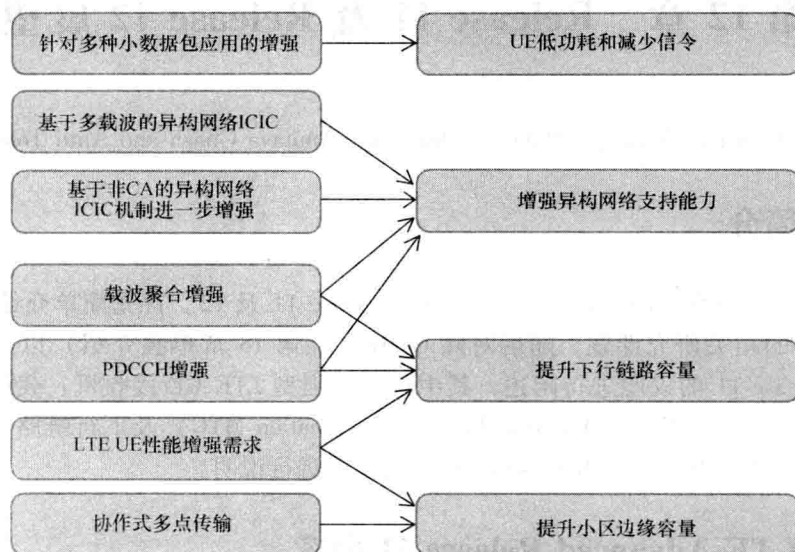 针对多种小数据包应用的增强
UE低功耗和减少信令
基于多载波的异构网络ICIC
基于非CA的异构网络
ICIC机制进一步增强
增强异构网络支持能力
载波聚合增强
PDCCH增强
提升下行链路容量
LTE UE性能增强需求
协作式多点传输
提升小区边缘容量